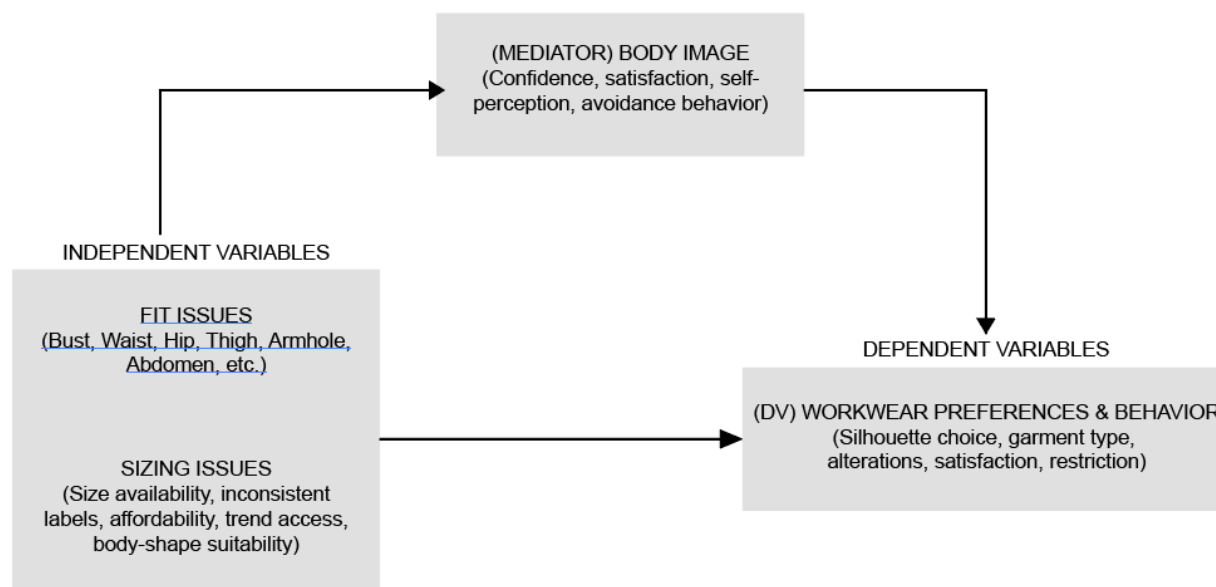 (MEDIATOR) BODY IMAGE
(Confidence, satisfaction, self-
perception, avoidance behavior)
INDEPENDENT VARIABLES
FIT ISSUES
(Bust, Waist, Hip, Thigh, Armhole,
Abdomen, etc.)
SIZING ISSUES
(Size availability, inconsistent
labels, affordability, trend access,
body-shape suitability)
DEPENDENT VARIABLES
(DV) WORKWEAR PREFERENCES & BEHAVIOR
(Silhouette choice, garment type,
alterations, satisfaction, restriction)